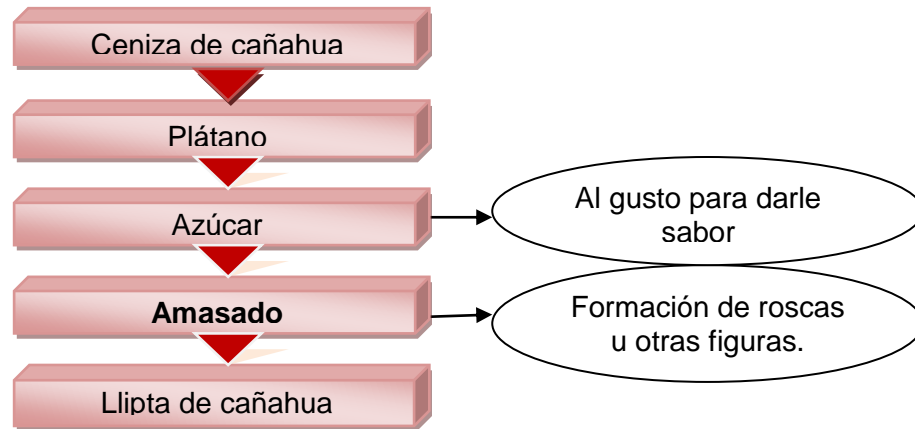 Ceniza de cañahua
Plátano
Azúcar
Al gusto para darle
sabor
Amasado
Formación de roscas
u otras figuras.
Llipta de cañahua